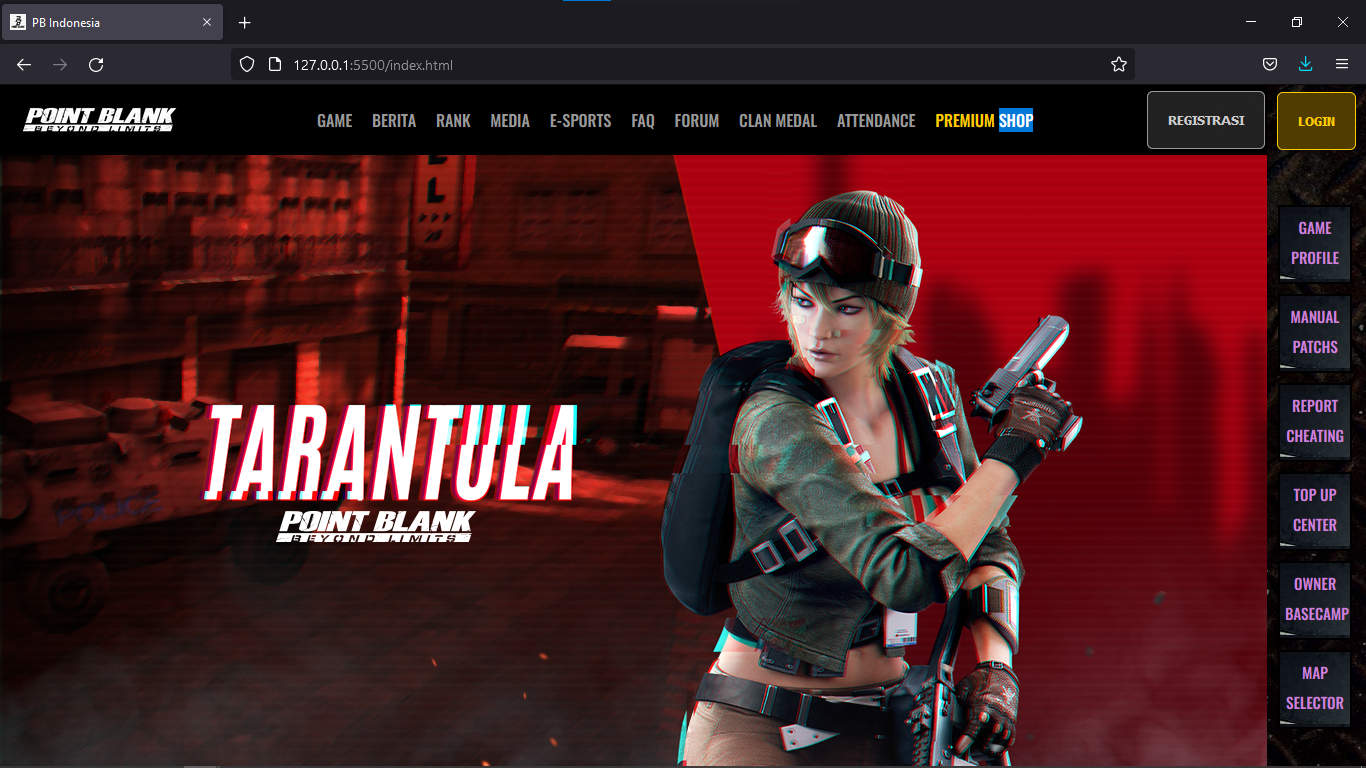 PB Indonesia
127.0.0.1:5500/index.html
POINT BLANK
BEYOND LIMITS
GAME BERITA RANK MEDIA E-SPORTS FAQ FORUM CLAN MEDAL ATTENDANCE PREMIUM SHOP
REGISTRASI
LOGIN
TARANTULA
POINT BLANK
BEYOND LIMITS
POLICE
GAME
PROFILE
MANUAL
PATCHS
REPORT
CHEATING
TOP UP
CENTER
OWNER
BASECAMP
MAP
SELECTOR